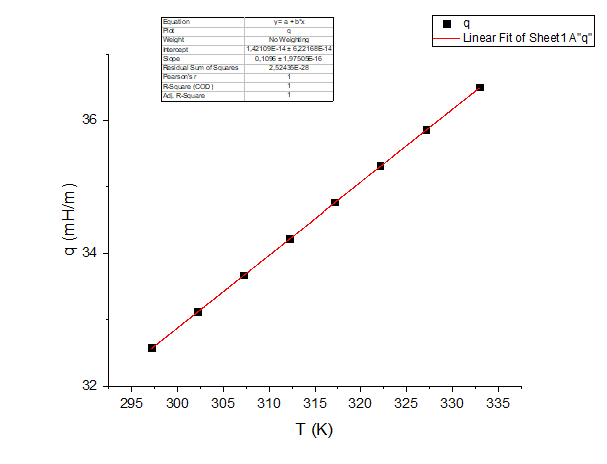 Equation y = a + b*x
Plot q
Weight No Weighting
Intercept 1,42109E-14 ± 6,22168E-14
Slope 0,1096 ± 1,97505E-16
Residual Sum of Squares 2,52435E-28
Pearson's r 1
R-Square (COD) 1
Adj. R-Square 1
q
Linear Fit of Sheet1 A"q"
36
34
32
q (mH/m)
295 300 305 310 315 320 325 330 335
T (K)